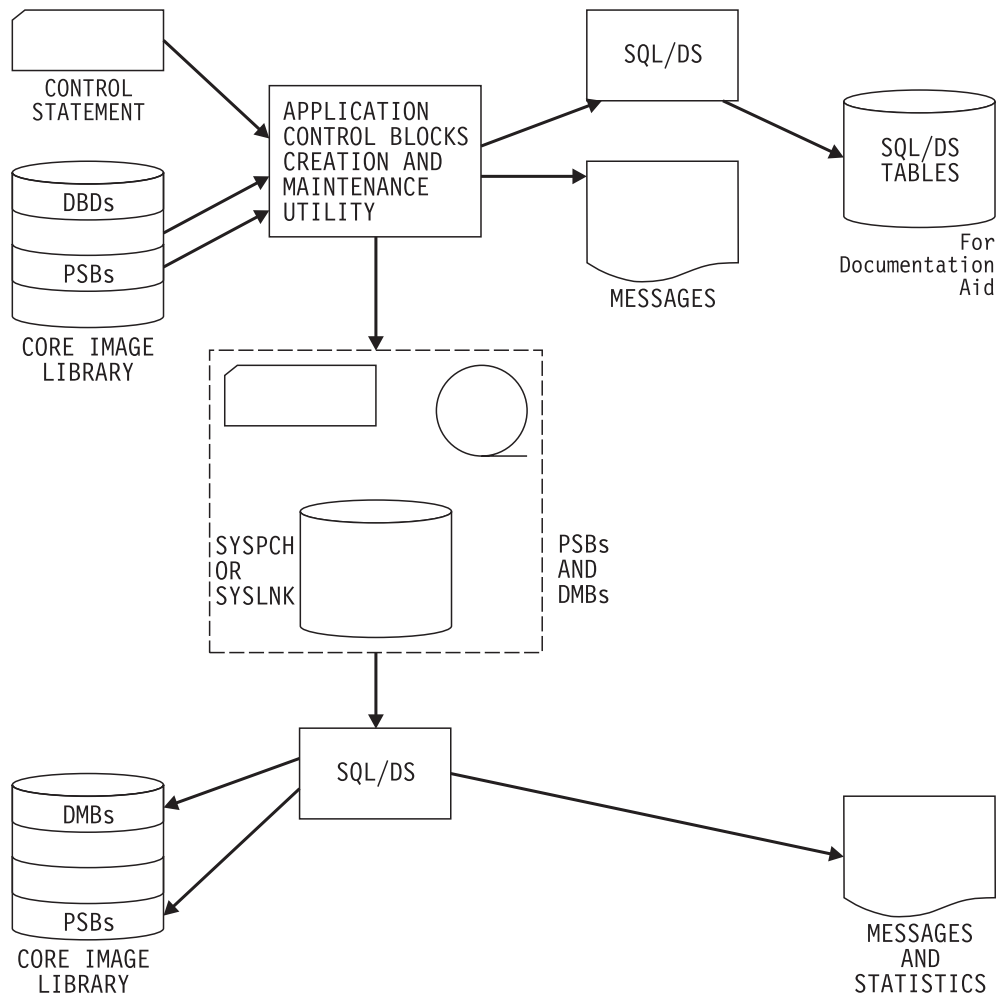 CONTROL
STATEMENT
APPLICATION
CONTROL BLOCKS
CREATION AND
MAINTENANCE
UTILITY
SQL/DS
SQL/DS
TABLES
For
Documentation
Aid
MESSAGES
DBDs
PSBs
CORE IMAGE
LIBRARY
SYSPCH
OR
SYSLNK
PSBs
AND
DMBs
SQL/DS
DMBs
PSBs
CORE IMAGE
LIBRARY
MESSAGES
AND
STATISTICS